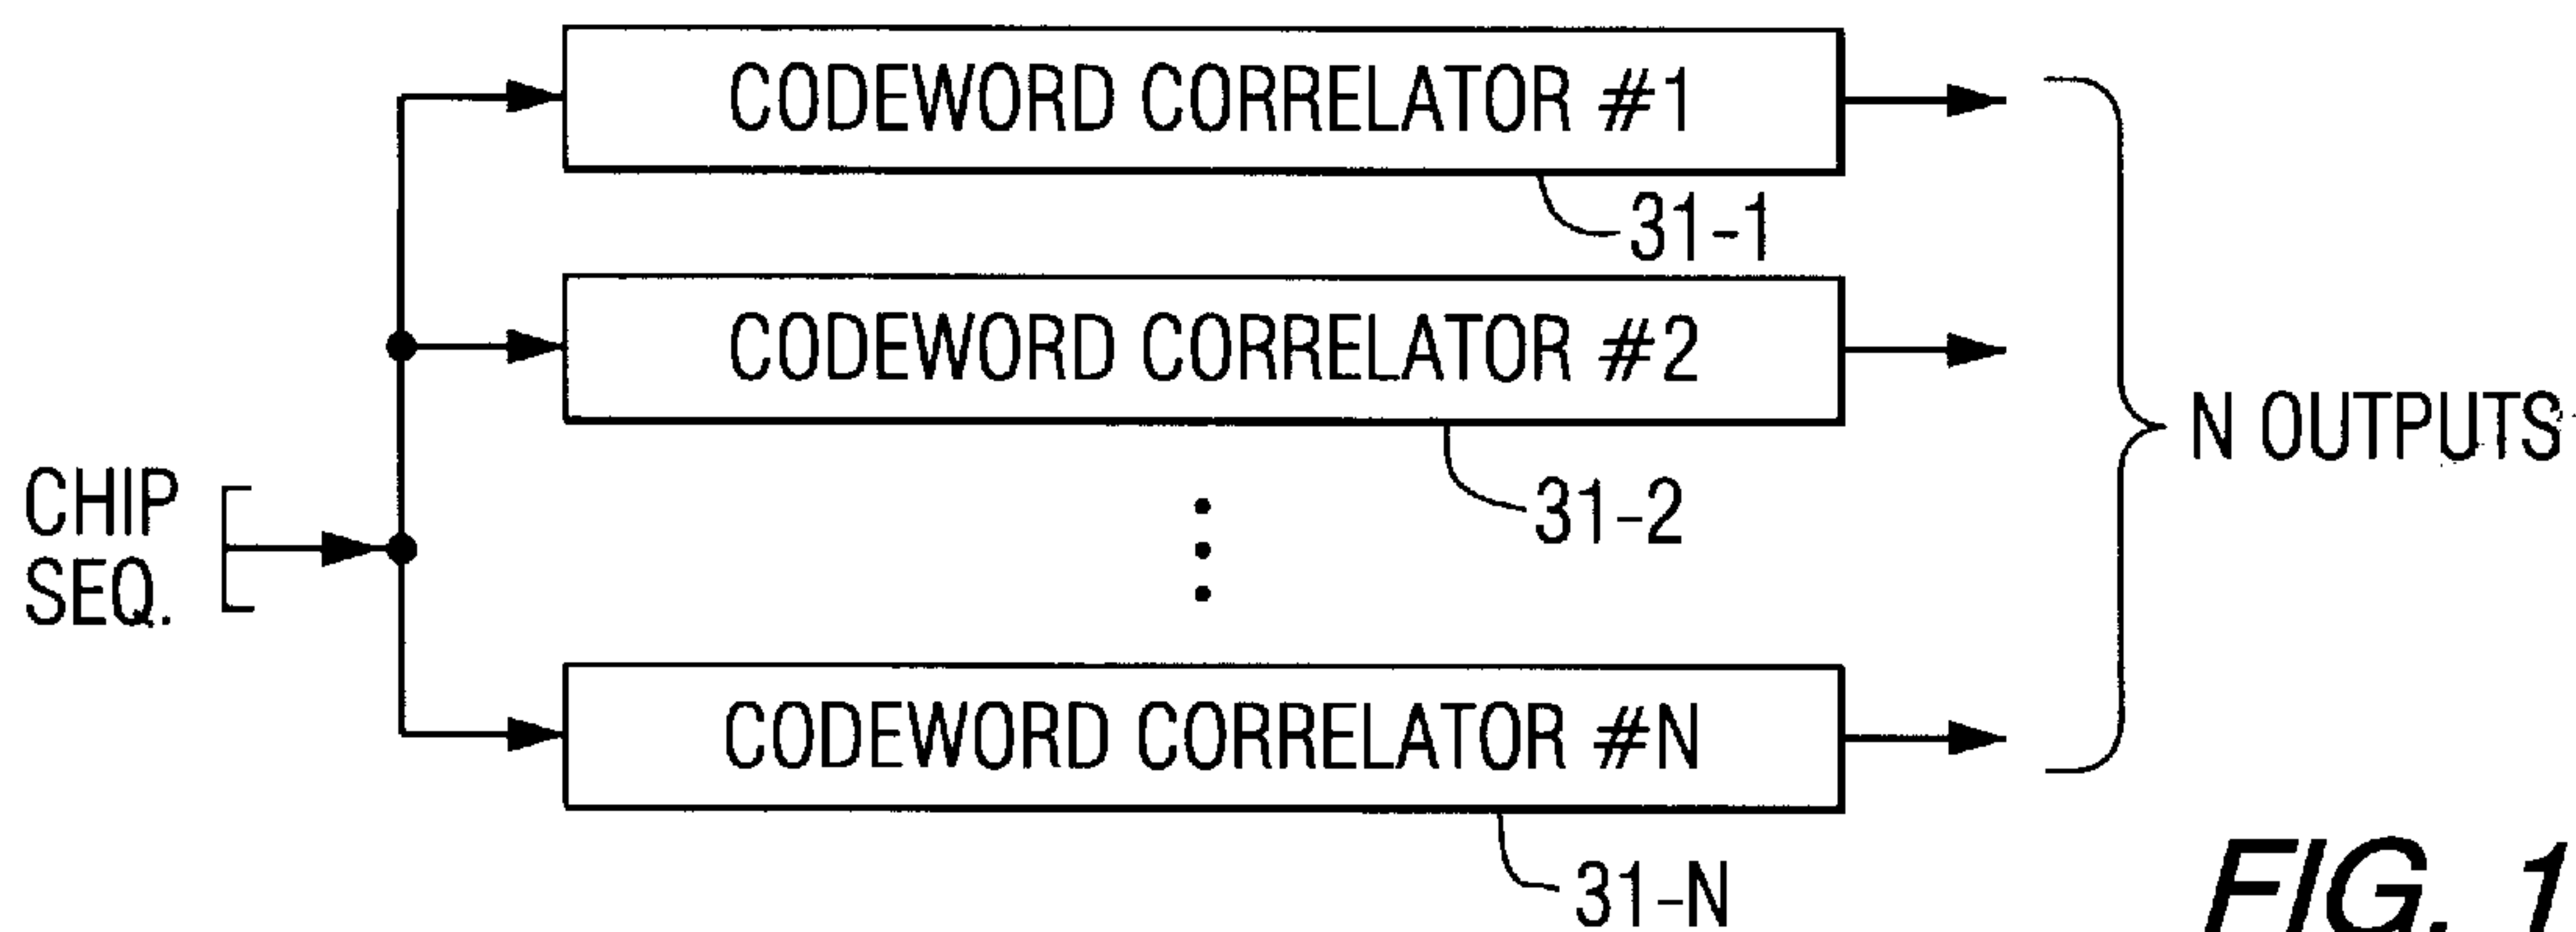 CODEWORD CORRELATOR #1
31-1
CODEWORD CORRELATOR #2
31-2
CHIP
SEQ.
N OUTPUTS
CODEWORD CORRELATOR #N
31-N
FIG. 1